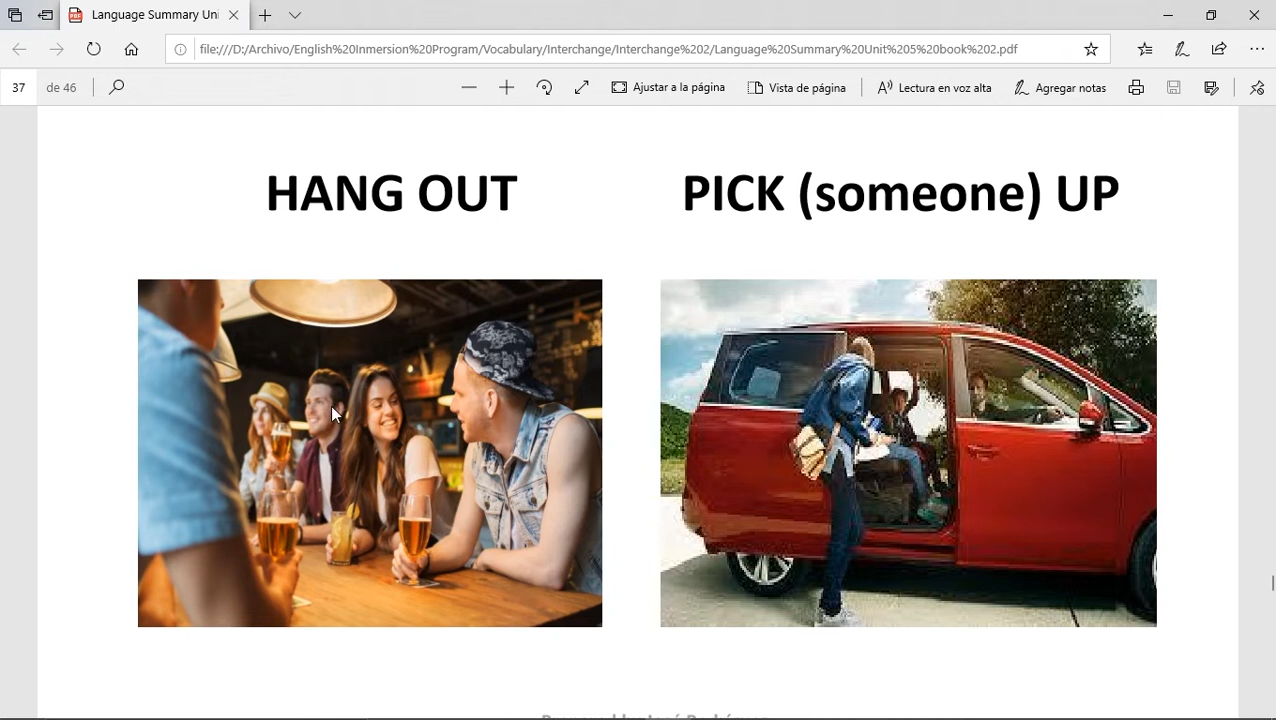 Language Summary Uni
file:///D:/Archivo/English%20Inmersion%20Program/Vocabulary/Interchange/Interchange%202/Language%20Summary%20Unit%205%20book%202.pdf
37 de 46 Ajustar a la página Vista de página Lectura en voz alta Agregar notas
HANG OUT PICK (someone) UP